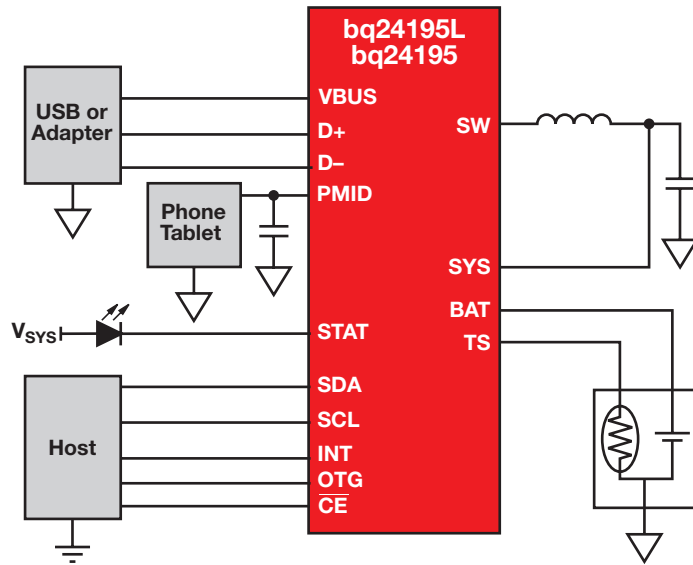 bq24195L
bq24195
USB or
Adapter
VBUS
D+
D–
PMID
Phone
Tablet
SW
SYS
BAT
TS
VSYS
STAT
Host
SDA
SCL
INT
OTG
CE